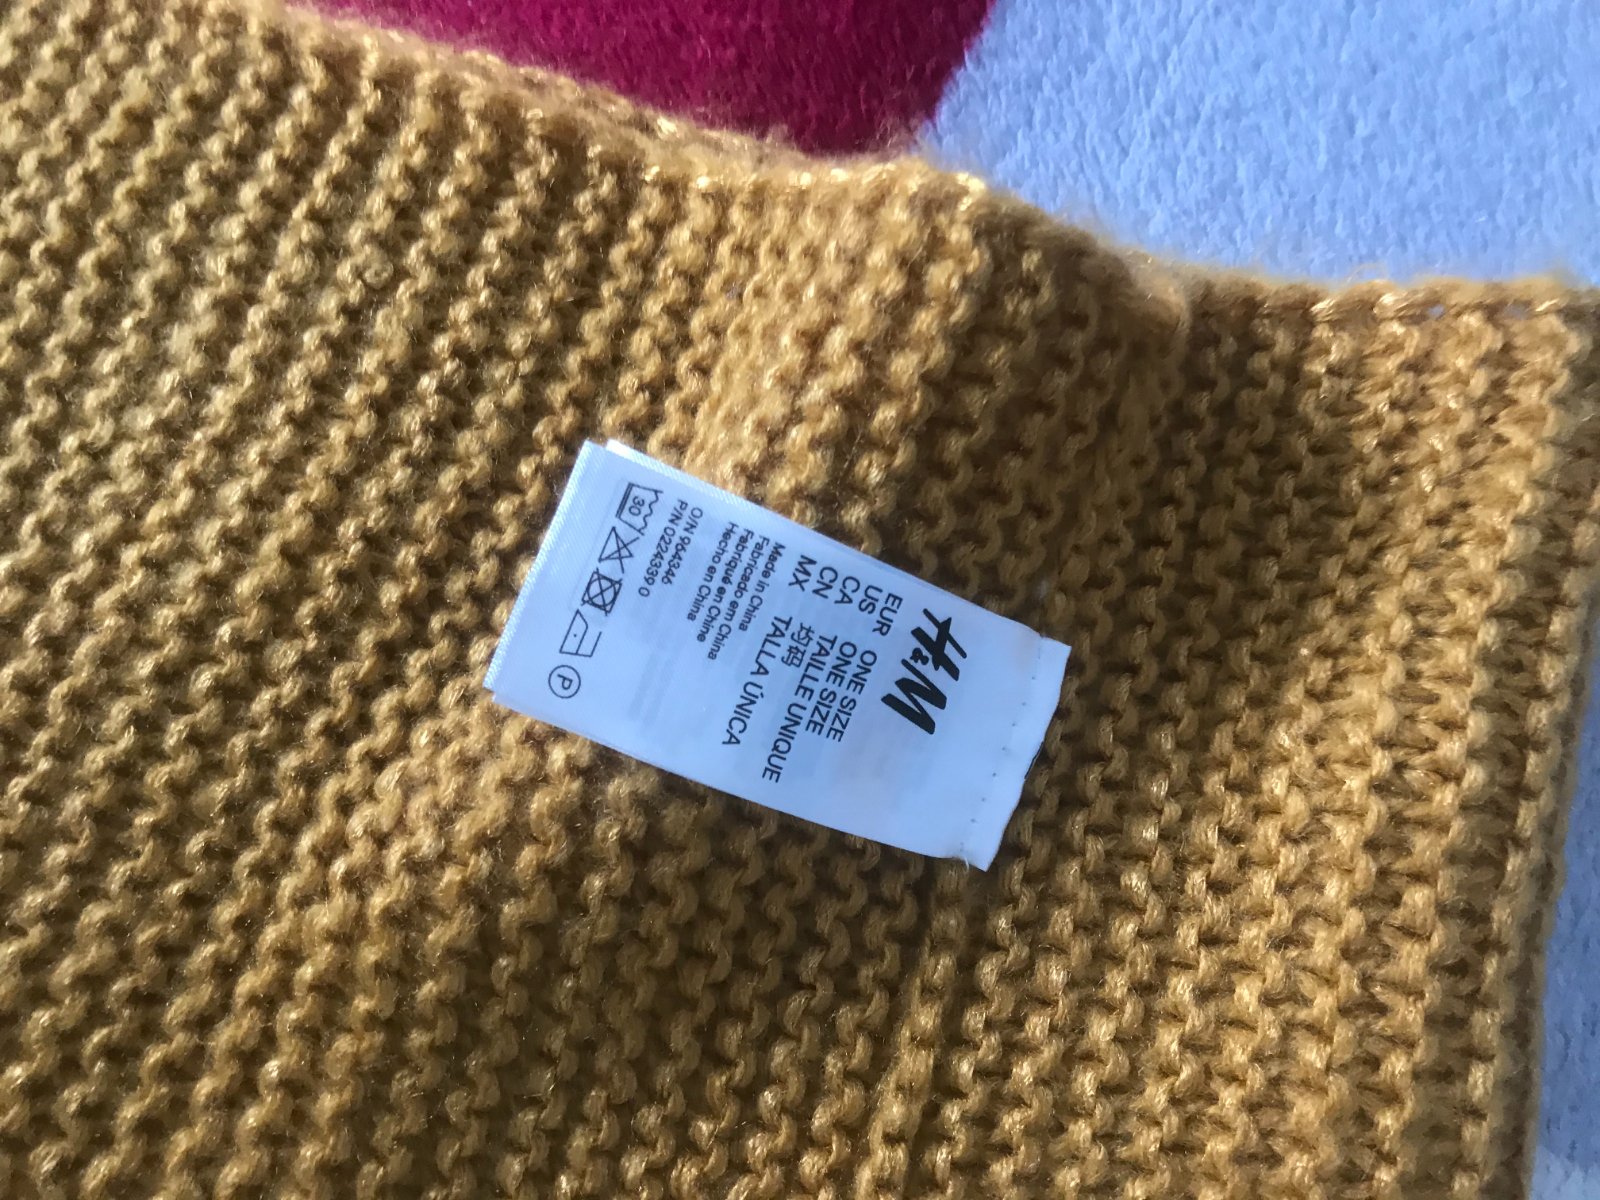 H&M
EUR ONE SIZE
US ONE SIZE
CA TAILLE UNIQUE
CN 均码
MX TALLA ÚNICA
Made in China
Fabricado em China
Fabriqué en Chine
Hecho en China
O/N 964346
P/N 0224339 0
30
P